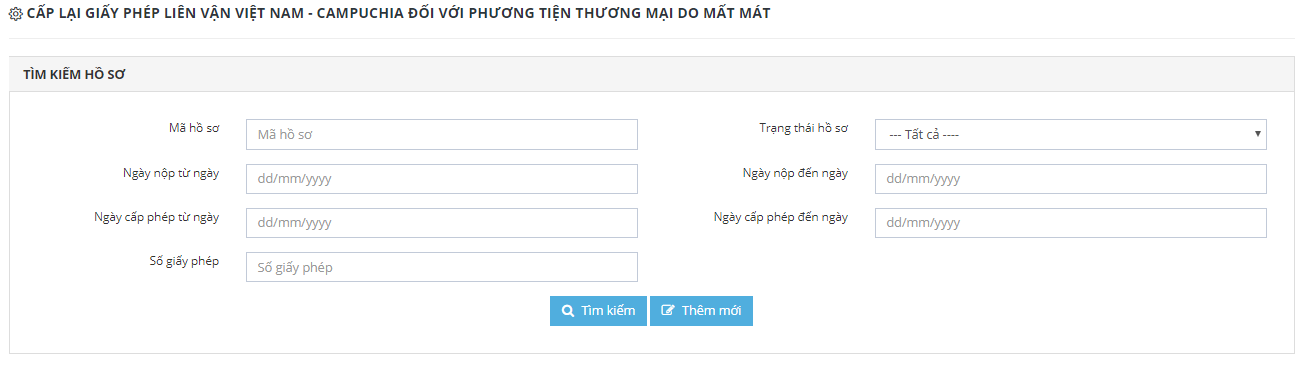 CẤP LẠI GIẤY PHÉP LIÊN VẬN VIỆT NAM - CAMPUCHIA ĐỐI VỚI PHƯƠNG TIỆN THƯƠNG MẠI DO MẤT MÁT
TÌM KIẾM HỒ SƠ
Mã hồ sơ Mã hồ sơ Trạng thái hồ sơ --- Tất cả ----
Ngày nộp từ ngày dd/mm/yyyy Ngày nộp đến ngày dd/mm/yyyy
Ngày cấp phép từ ngày dd/mm/yyyy Ngày cấp phép đến ngày dd/mm/yyyy
Số giấy phép Số giấy phép
Tìm kiếm Thêm mới